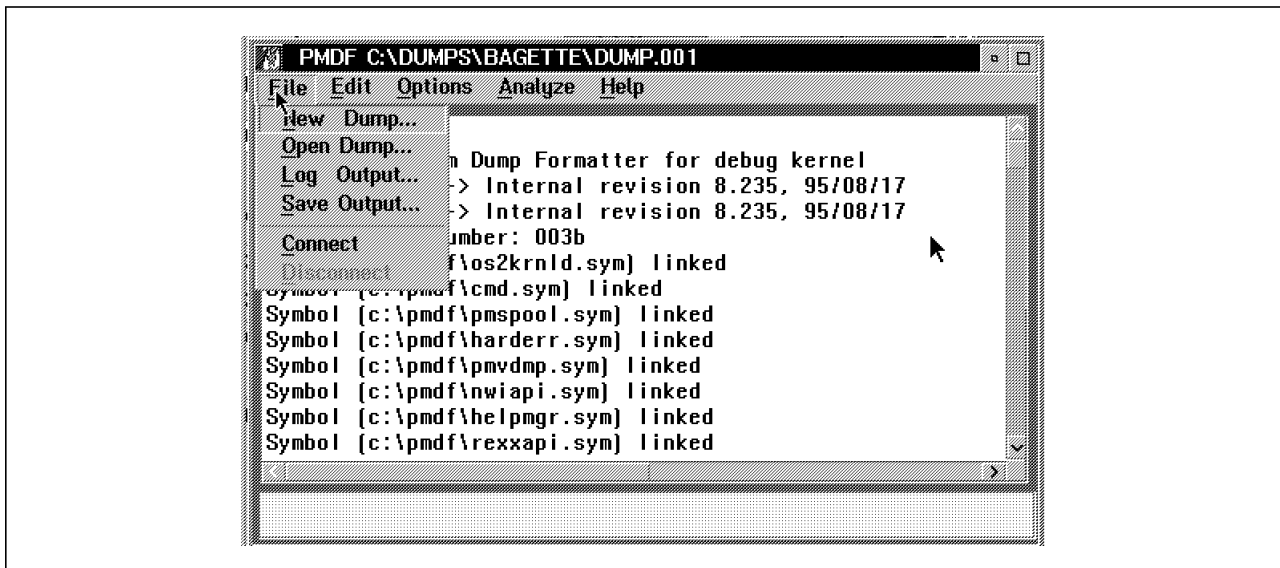 PMDF C:\DUMPS\BAGETTE\DUMP.001
File Edit Options Analyze Help
New Dump...
Open Dump...
Log Output...
Save Output...
Connect
Disconnect
Dump Formatter for debug kernel
-> Internal revision 8.235, 95/08/17
-> Internal revision 8.235, 95/08/17
umber: 003b
f\os2krnld.sym) linked
Symbol (c:\pmdf\cmd.sym) linked
Symbol (c:\pmdf\pmspool.sym) linked
Symbol (c:\pmdf\harderr.sym) linked
Symbol (c:\pmdf\pmvdmp.sym) linked
Symbol (c:\pmdf\nwiapi.sym) linked
Symbol (c:\pmdf\helpmgr.sym) linked
Symbol (c:\pmdf\rexxapi.sym) linked